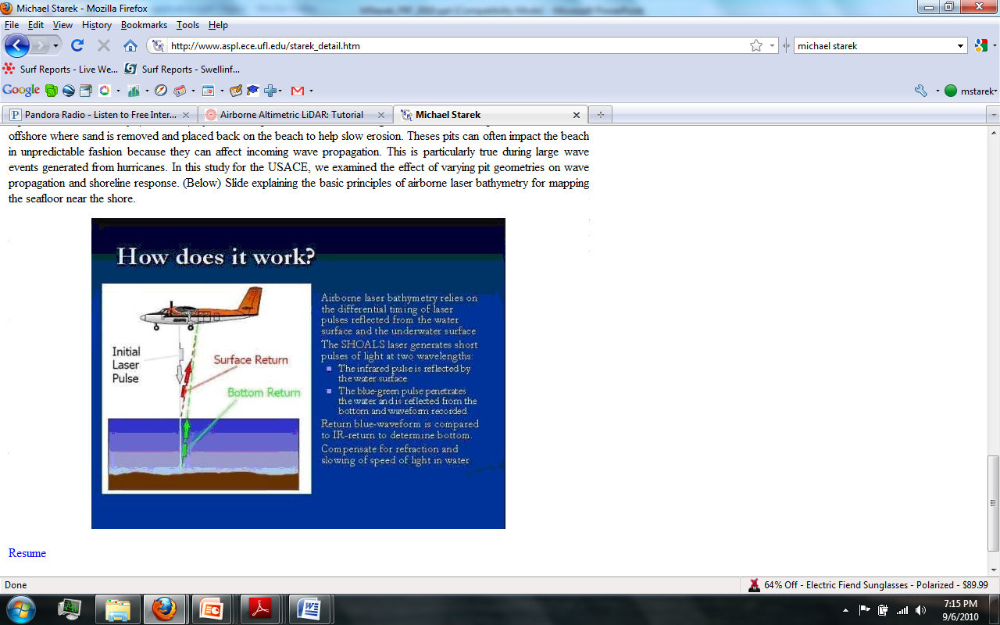 Michael Starek - Mozilla Firefox
File Edit View History Bookmarks Tools Help
http://www.aspl.ece.ufl.edu/starek_detail.htm
michael starek
Surf Reports - Live We... Surf Reports - Swellinf...
Google mstarek
Pandora Radio - Listen to Free Inter... Airborne Altimetric LiDAR: Tutorial Michael Starek
offshore where sand is removed and placed back on the beach to help slow erosion. Theses pits can often impact the beach
in unpredictable fashion because they can affect incoming wave propagation. This is particularly true during large wave
events generated from hurricanes. In this study for the USACE, we examined the effect of varying pit geometries on wave
propagation and shoreline response. (Below) Slide explaining the basic principles of airborne laser bathymetry for mapping
the seafloor near the shore.
How does it work?
Initial
Laser
Pulse
Surface Return
Bottom Return
Airborne laser bathymetry relies on
the differential timing of laser
pulses reflected from the water
surface and the underwater surface
The SHOALS laser generates short
pulses of light at two wavelengths:
The infrared pulse is reflected by
the water surface
The blue-green pulse penetrates
the water and is reflected from the
bottom and waveform recorded
Return blue-waveform is compared
to IR-return to determine bottom.
Compensate for refraction and
slowing of speed of light in water
Resume
Done
64% Off - Electric Fiend Sunglasses - Polarized - $89.99
7:15 PM
9/6/2010